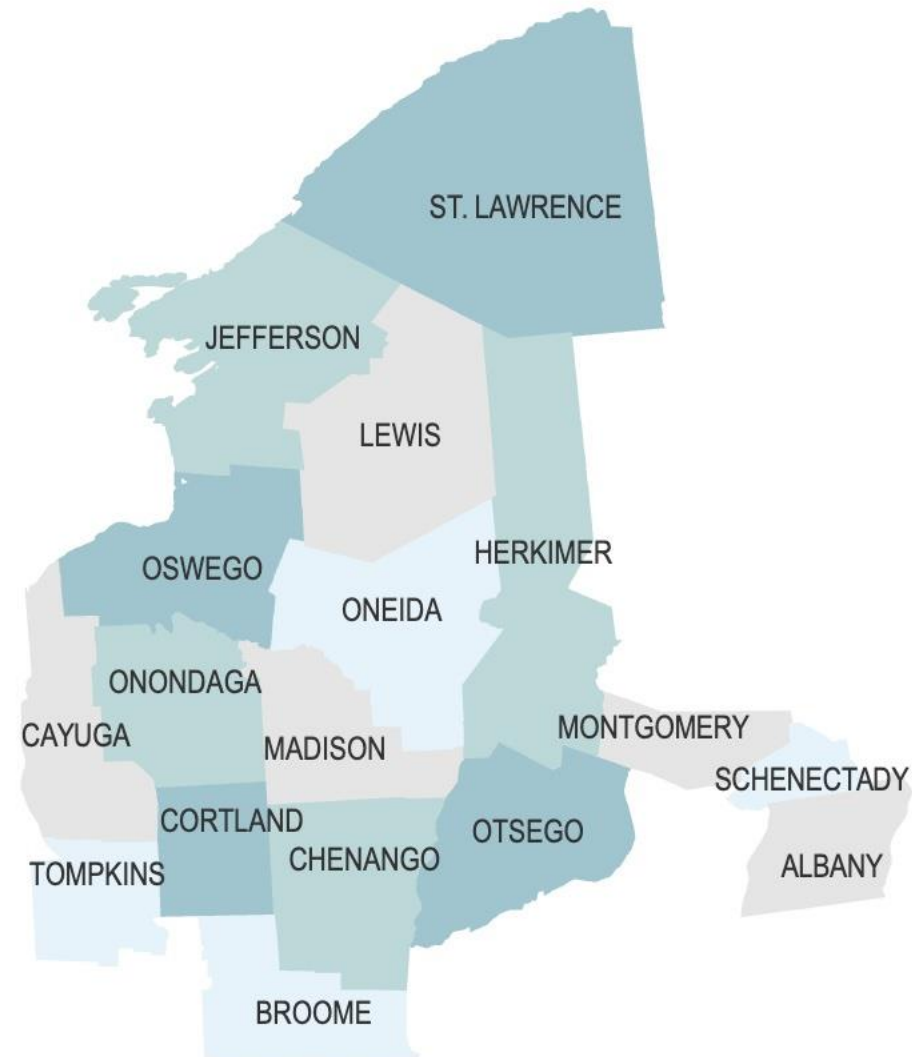 ST. LAWRENCE
JEFFERSON
LEWIS
HERKIMER
OSWEGO
ONEIDA
ONONDAGA
CAYUGA
MADISON
MONTGOMERY
SCHENECTADY
CORTLAND
OTSEGO
CHENANGO
ALBANY
TOMPKINS
BROOME